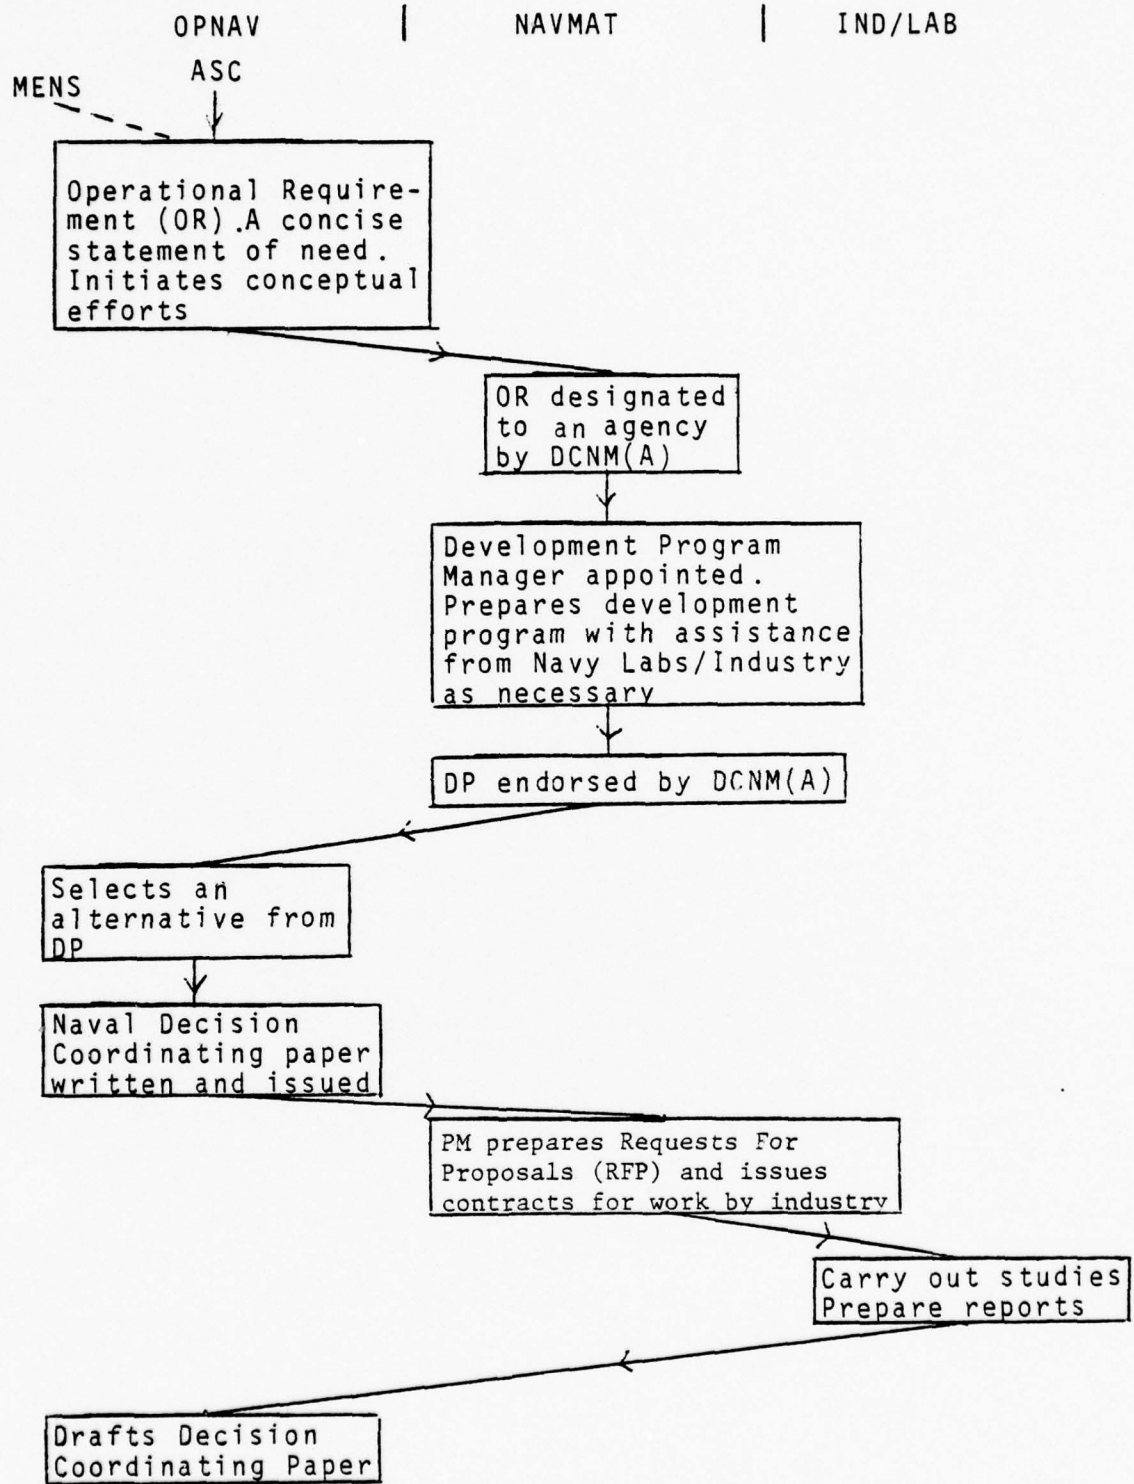 OPNAV | NAVMAT | IND/LAB
ASC
MENS
Operational Require-
ment (OR).A concise
statement of need.
Initiates conceptual
efforts
OR designated
to an agency
by DCNM(A)
Development Program
Manager appointed.
Prepares development
program with assistance
from Navy Labs/Industry
as necessary
DP endorsed by DCNM(A)
Selects an
alternative from
DP
Naval Decision
Coordinating paper
written and issued
PM prepares Requests For
Proposals (RFP) and issues
contracts for work by industry
Carry out studies
Prepare reports
Drafts Decision
Coordinating Paper